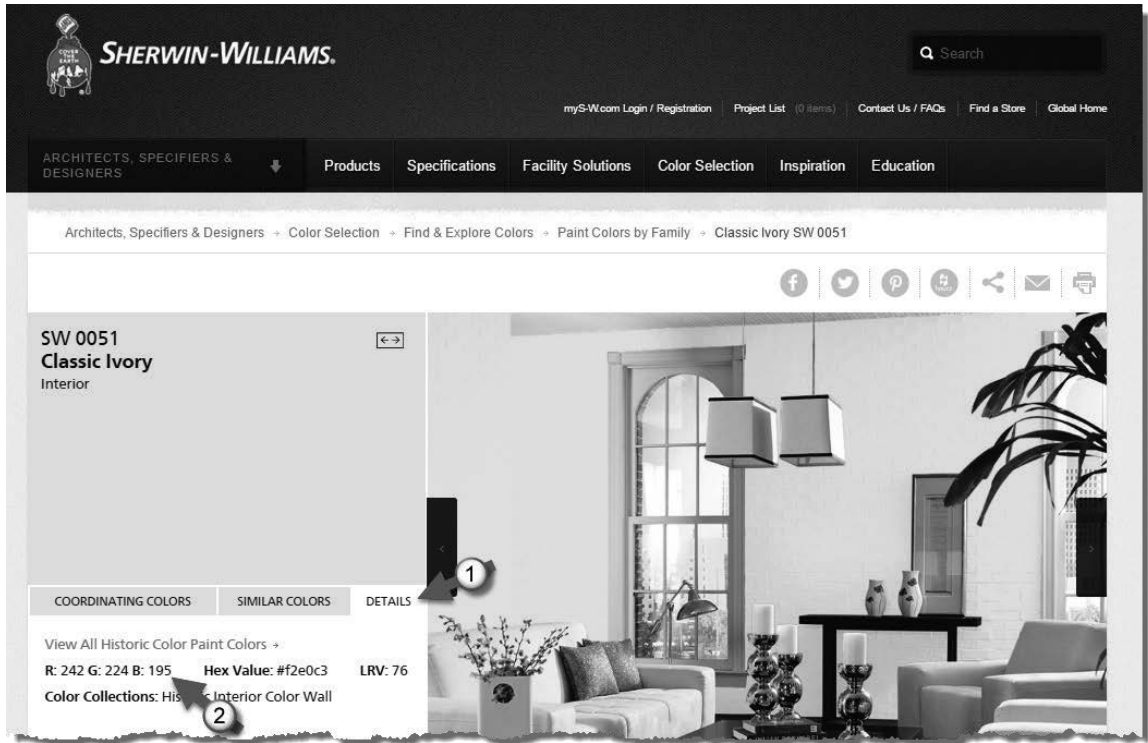 COVER
THE
EARTH
SHERWIN-WILLIAMS.
Search
myS-W.com Login / Registration Project List (0 items) Contact Us / FAQs Find a Store Global Home
ARCHITECTS, SPECIFIERS &
DESIGNERS
Products Specifications Facility Solutions Color Selection Inspiration Education
Architects, Specifiers & Designers → Color Selection → Find & Explore Colors → Paint Colors by Family → Classic Ivory SW 0051
SW 0051
Classic Ivory
Interior
1
COORDINATING COLORS SIMILAR COLORS DETAILS
View All Historic Color Paint Colors →
R: 242 G: 224 B: 195 Hex Value: #f2e0c3 LRV: 76
Color Collections: Interior Color Wall
2